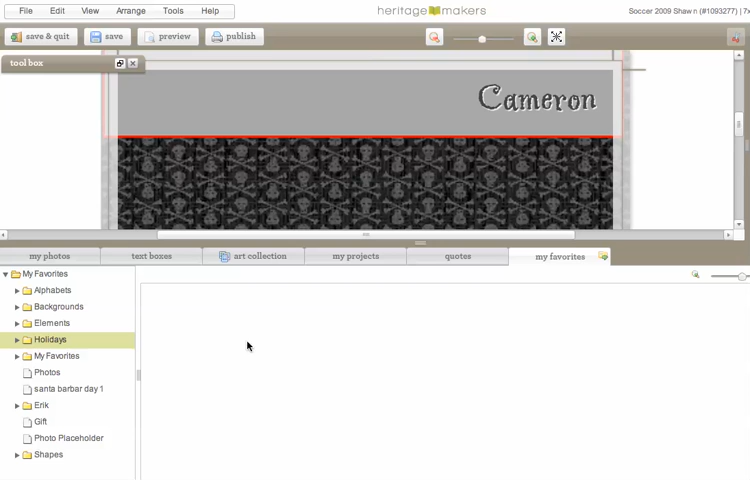 File Edit View Arrange Tools Help
heritage makers
Soccer 2009 Shawn (#1093277) | 7x
save & quit save preview publish
tool box
Cameron
my photos text boxes art collection my projects quotes my favorites
My Favorites
Alphabets
Backgrounds
Elements
Holidays
My Favorites
Photos
santa barbar day 1
Erik
Gift
Photo Placeholder
Shapes